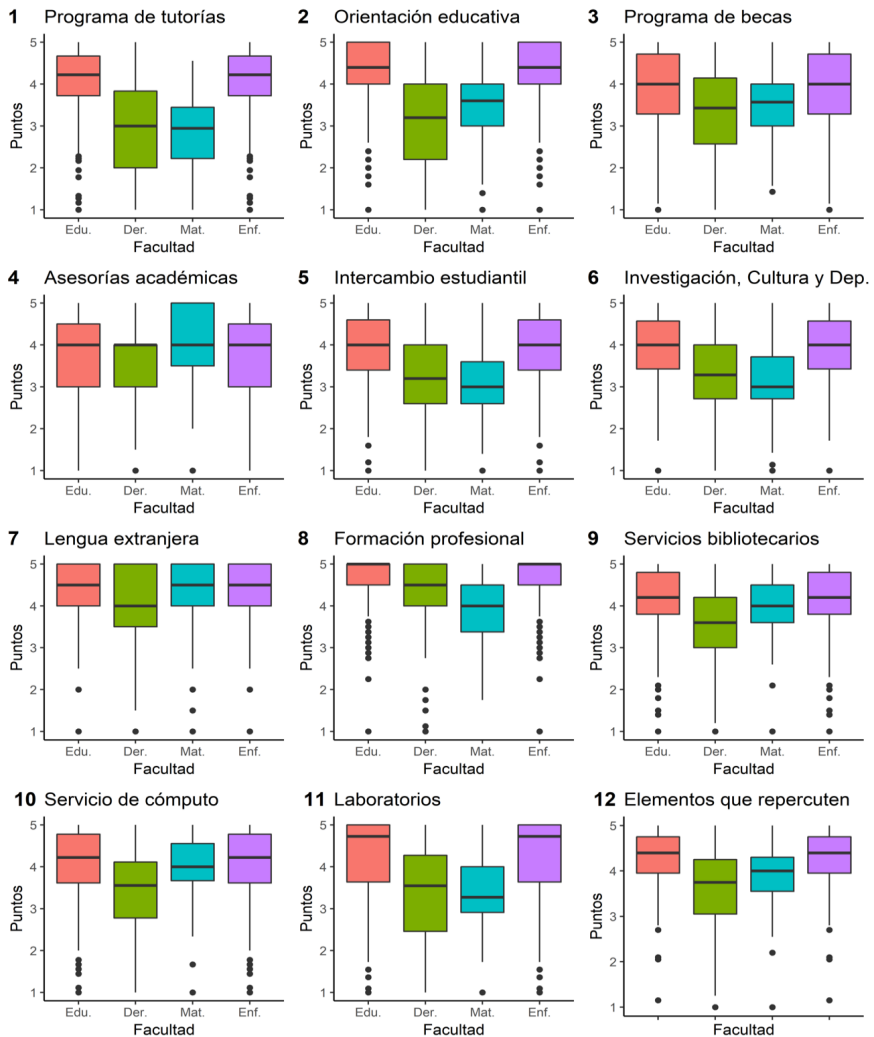 1 Programa de tutorías
5
4
3
2
1
Puntos
Edu. Der. Mat. Enf.
Facultad
2 Orientación educativa
5
4
3
2
1
Puntos
Edu. Der. Mat. Enf.
Facultad
3 Programa de becas
5
4
3
2
1
Puntos
Edu. Der. Mat. Enf.
Facultad
4 Asesorías académicas
5
4
3
2
1
Puntos
Edu. Der. Mat. Enf.
Facultad
5 Intercambio estudiantil
5
4
3
2
1
Puntos
Edu. Der. Mat. Enf.
Facultad
6 Investigación, Cultura y Dep.
5
4
3
2
1
Puntos
Edu. Der. Mat. Enf.
Facultad
7 Lengua extranjera
5
4
3
2
1
Puntos
Edu. Der. Mat. Enf.
Facultad
8 Formación profesional
5
4
3
2
1
Puntos
Edu. Der. Mat. Enf.
Facultad
9 Servicios bibliotecarios
5
4
3
2
1
Puntos
Edu. Der. Mat. Enf.
Facultad
10 Servicio de cómputo
5
4
3
2
1
Puntos
Edu. Der. Mat. Enf.
Facultad
11 Laboratorios
5
4
3
2
1
Puntos
Edu. Der. Mat. Enf.
Facultad
12 Elementos que repercuten
5
4
3
2
1
Puntos
Facultad